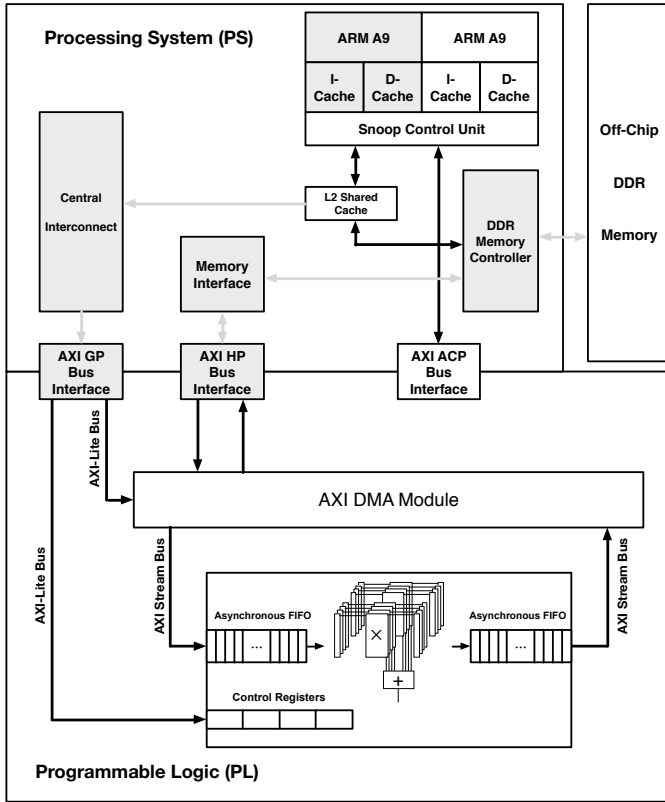 Processing System (PS)
ARM A9
ARM A9
I-
Cache
D-
Cache
I-
Cache
D-
Cache
Snoop Control Unit
Off-Chip
DDR
Memory
Central
Interconnect
L2 Shared
Cache
DDR
Memory
Controller
Memory
Interface
AXI GP
Bus
Interface
AXI HP
Bus
Interface
AXI ACP
Bus
Interface
AXI-Lite Bus
AXI-Lite Bus
AXI DMA Module
AXI Stream Bus
AXI Stream Bus
Asynchronous FIFO
...
×
+
Asynchronous FIFO
...
Control Registers
Programmable Logic (PL)